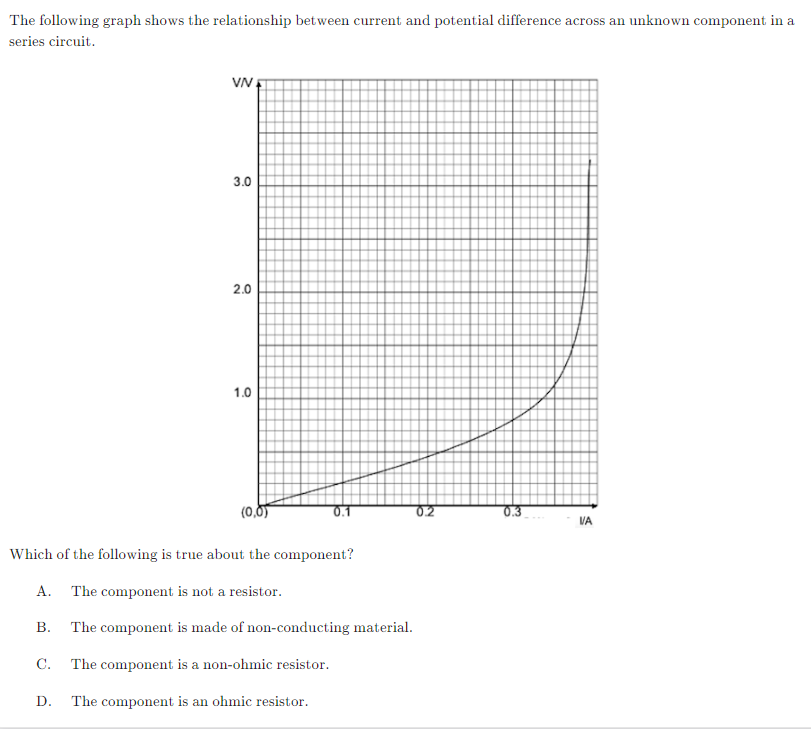 The following graph shows the relationship between current and potential difference across an unknown component in a
series circuit.
V/V
3.0
2.0
1.0
(0,0)
0.1
0.2
0.3
I/A
Which of the following is true about the component?
A. The component is not a resistor.
B. The component is made of non-conducting material.
C. The component is a non-ohmic resistor.
D. The component is an ohmic resistor.